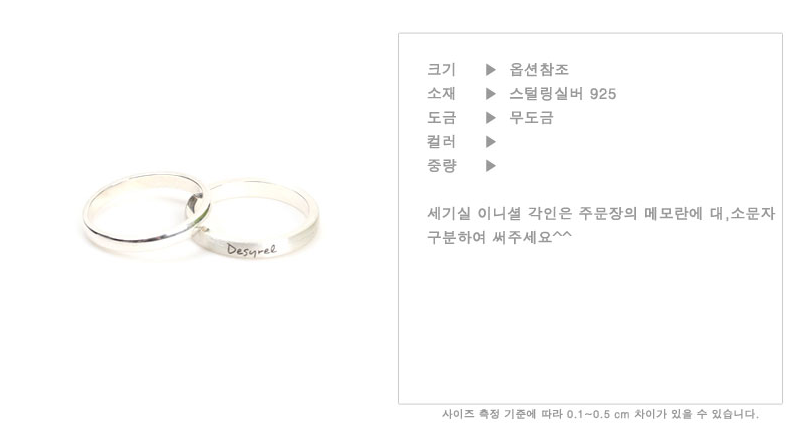 Desyrel
크기 ▶ 옵션참조
소재 ▶ 스털링실버 925
도금 ▶ 무도금
컬러 ▶
중량 ▶
세기실 이니셜 각인은 주문장의 메모란에 대,소문자
구분하여 써주세요^^
사이즈 측정 기준에 따라 0.1~0.5 cm 차이가 있을 수 있습니다.